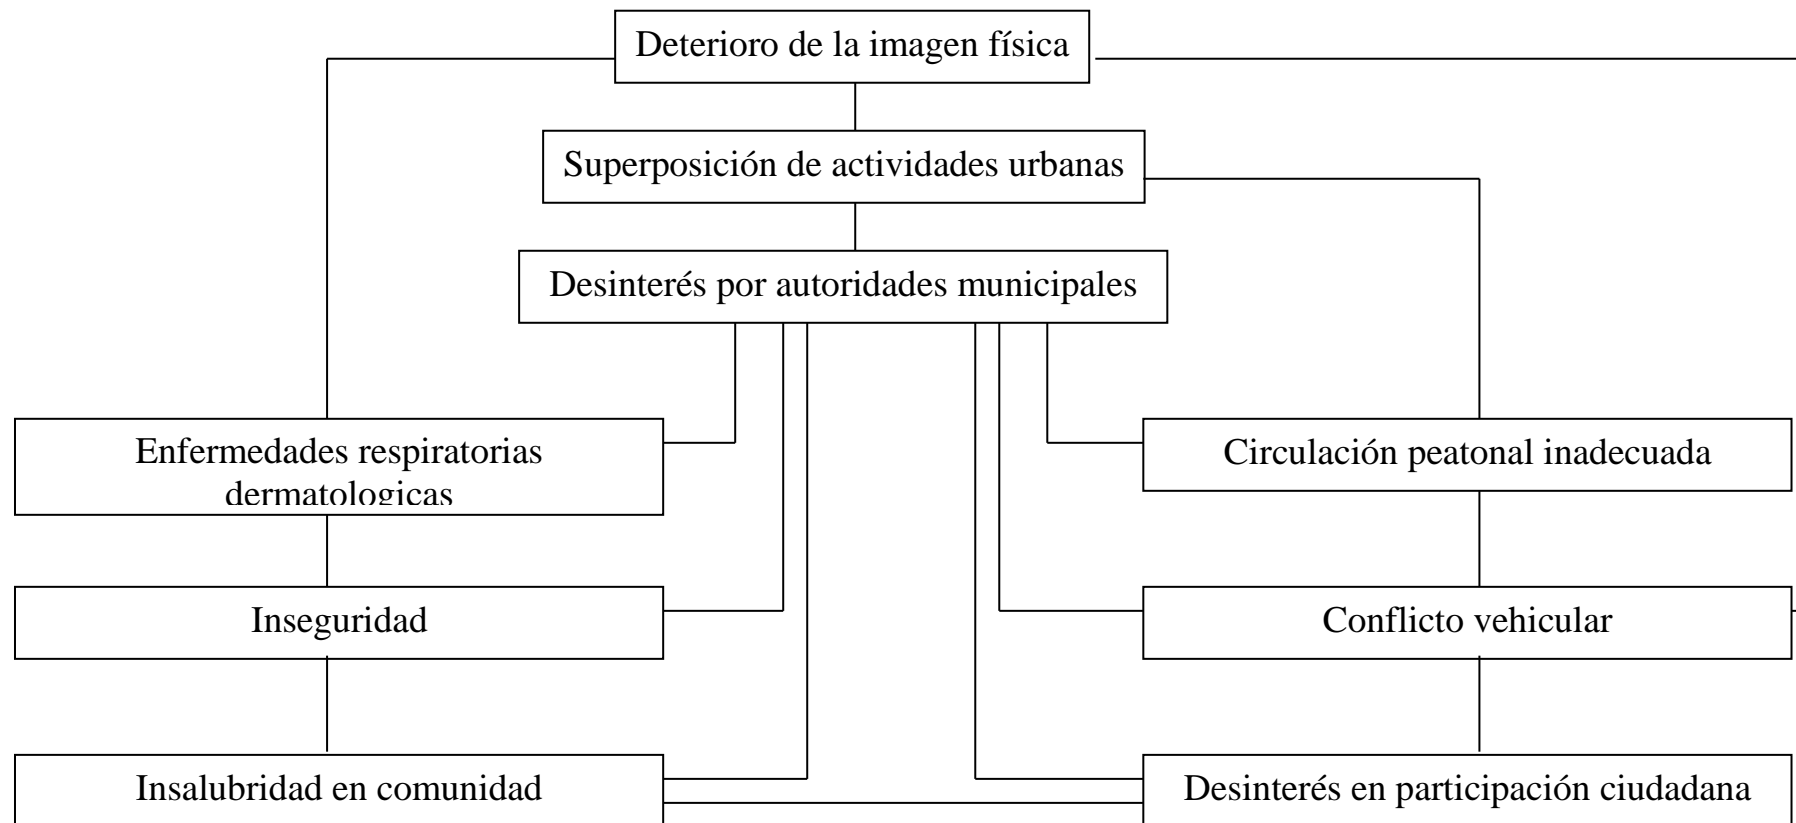 Deterioro de la imagen física
Superposición de actividades urbanas
Desinterés por autoridades municipales
Enfermedades respiratorias
dermatologicas
Circulación peatonal inadecuada
Inseguridad
Conflicto vehicular
Insalubridad en comunidad
Desinterés en participación ciudadana